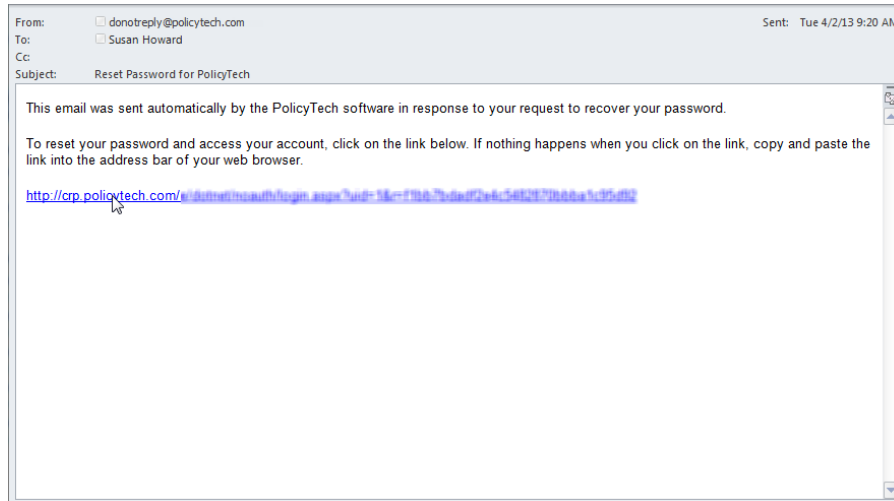 From: donotreply@policytech.com Sent: Tue 4/2/13 9:20 AM
To: Susan Howard
Cc:
Subject: Reset Password for PolicyTech
This email was sent automatically by the PolicyTech software in response to your request to recover your password.
To reset your password and access your account, click on the link below. If nothing happens when you click on the link, copy and paste the
link into the address bar of your web browser.
http://crp.policytech.com/